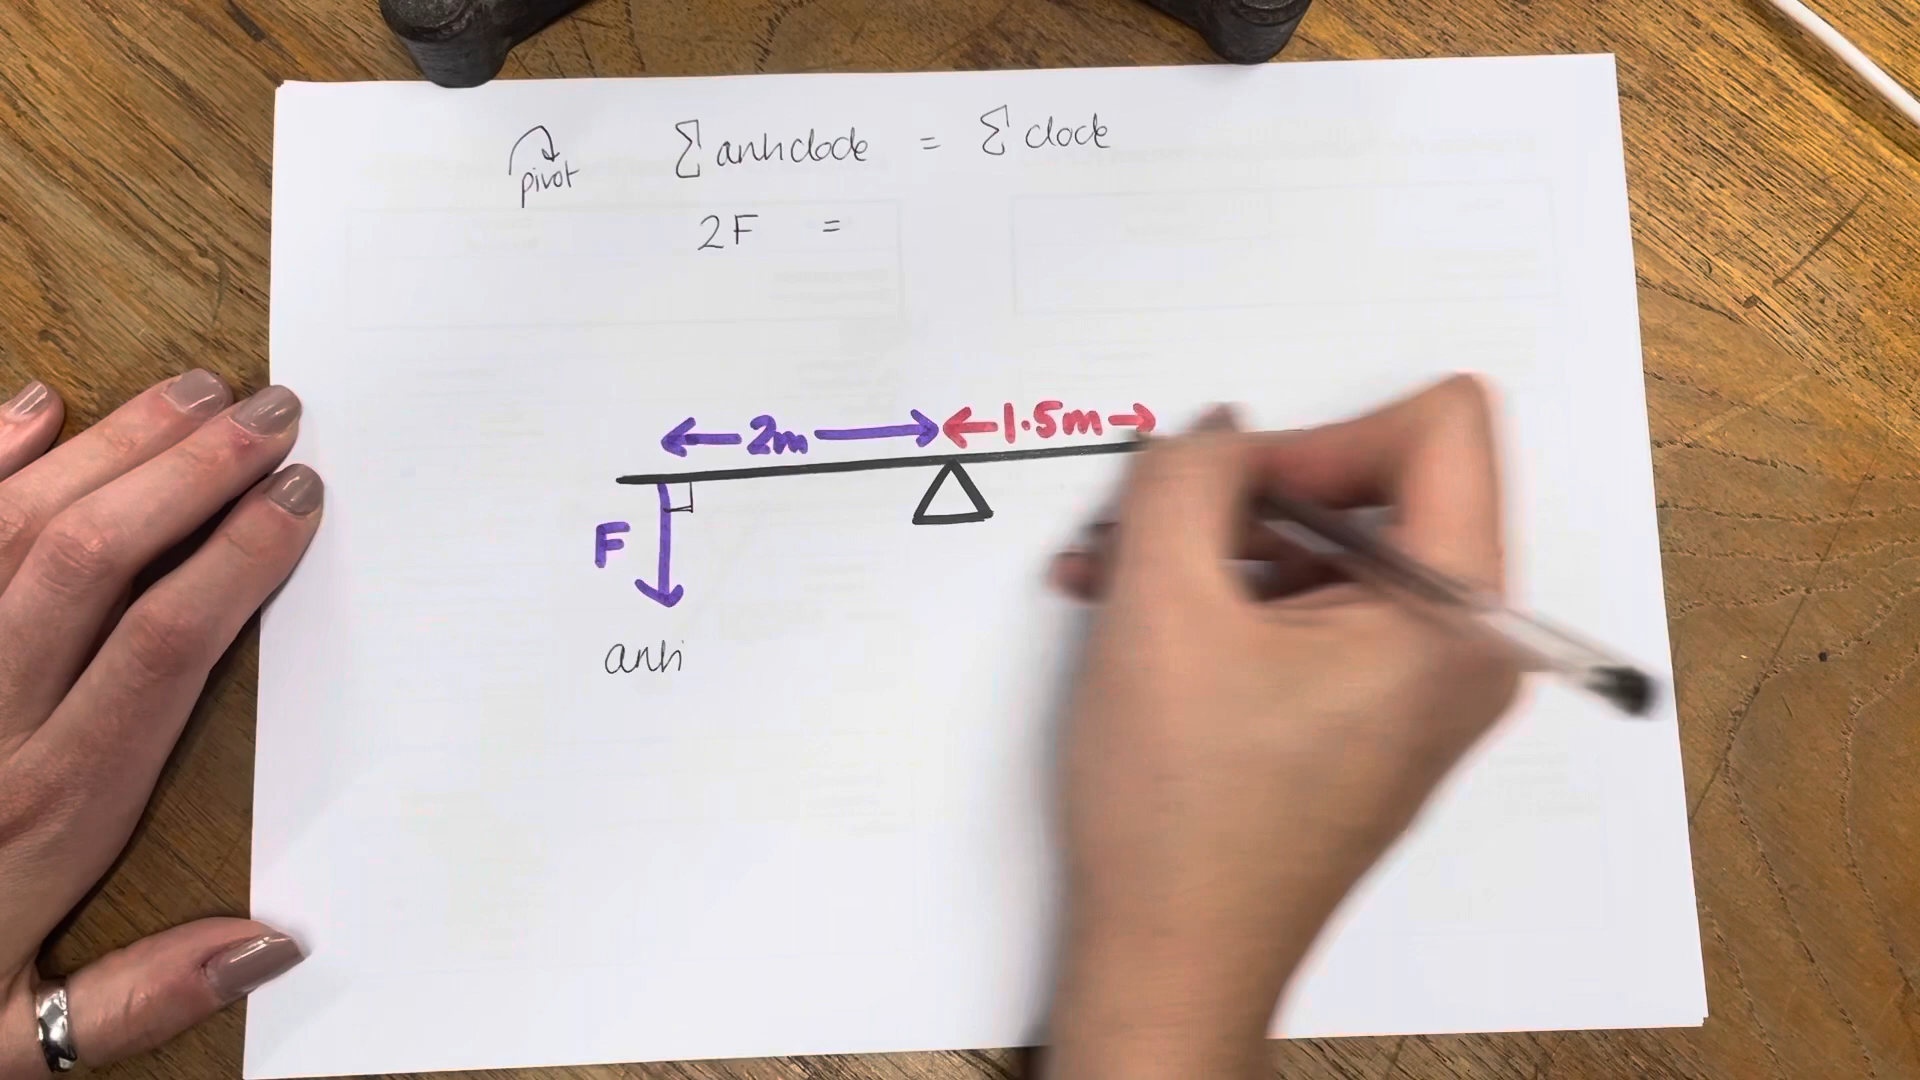 pivot
Σ anticlock = Σ clock
2F =
2m 1.5m
F
anti